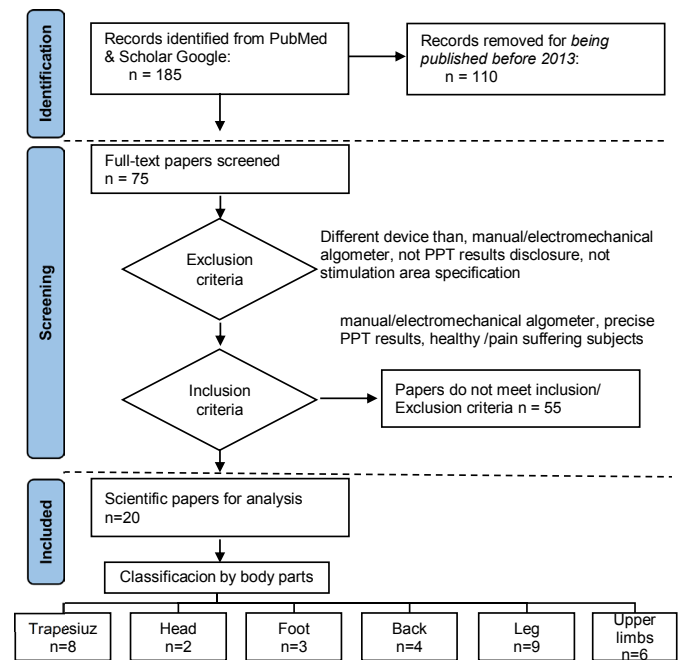 Identification
Records identified from PubMed
& Scholar Google:
n = 185
Records removed for being
published before 2013:
n = 110
Screening
Full-text papers screened
n = 75
Exclusion
criteria
Different device than, manual/electromechanical
algometer, not PPT results disclosure, not
stimulation area specification
manual/electromechanical algometer, precise
PPT results, healthy /pain suffering subjects
Inclusion
criteria
Papers do not meet inclusion/
Exclusion criteria n = 55
Included
Scientific papers for analysis
n=20
Classificacion by body parts
Trapesiuz
n=8
Head
n=2
Foot
n=3
Back
n=4
Leg
n=9
Upper
limbs
n=6